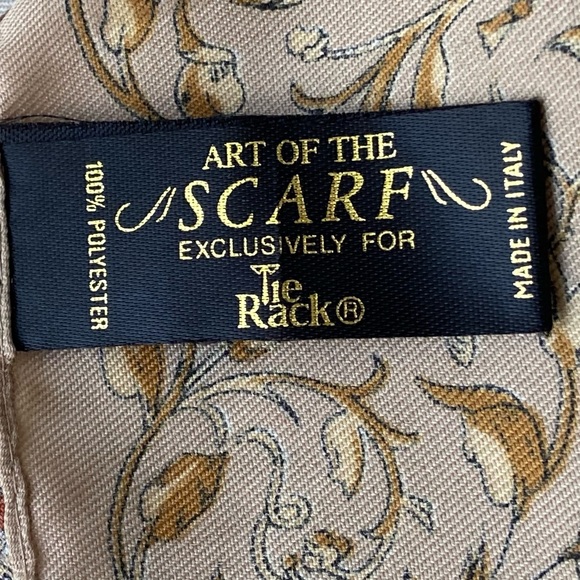 100% POLYESTER
ART OF THE
SCARF
EXCLUSIVELY FOR
Tie
Rack®
MADE IN ITALY